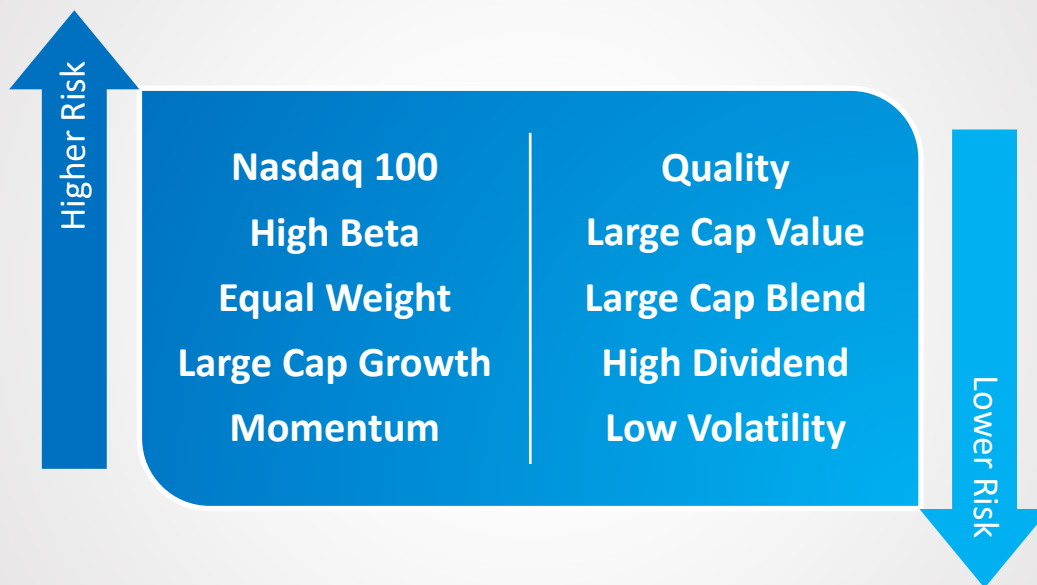 Higher Risk
Nasdaq 100
High Beta
Equal Weight
Large Cap Growth
Momentum
Quality
Large Cap Value
Large Cap Blend
High Dividend
Low Volatility
Lower Risk